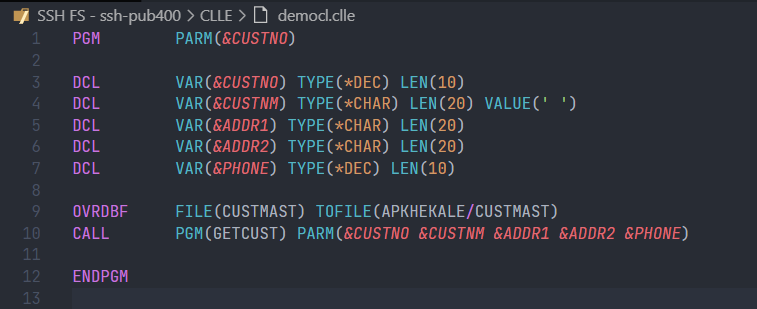 SSH FS - ssh-pub400 > CLLE > democl.clle
1 PGM PARM(&CUSTNO)
2
3 DCL VAR(&CUSTNO) TYPE(*DEC) LEN(10)
4 DCL VAR(&CUSTNM) TYPE(*CHAR) LEN(20) VALUE(' ')
5 DCL VAR(&ADDR1) TYPE(*CHAR) LEN(20)
6 DCL VAR(&ADDR2) TYPE(*CHAR) LEN(20)
7 DCL VAR(&PHONE) TYPE(*DEC) LEN(10)
8
9 OVRDBF FILE(CUSTMAST) TOFILE(APKHEKALE/CUSTMAST)
10 CALL PGM(GETCUST) PARM(&CUSTNO &CUSTNM &ADDR1 &ADDR2 &PHONE)
11
12 ENDPGM
13